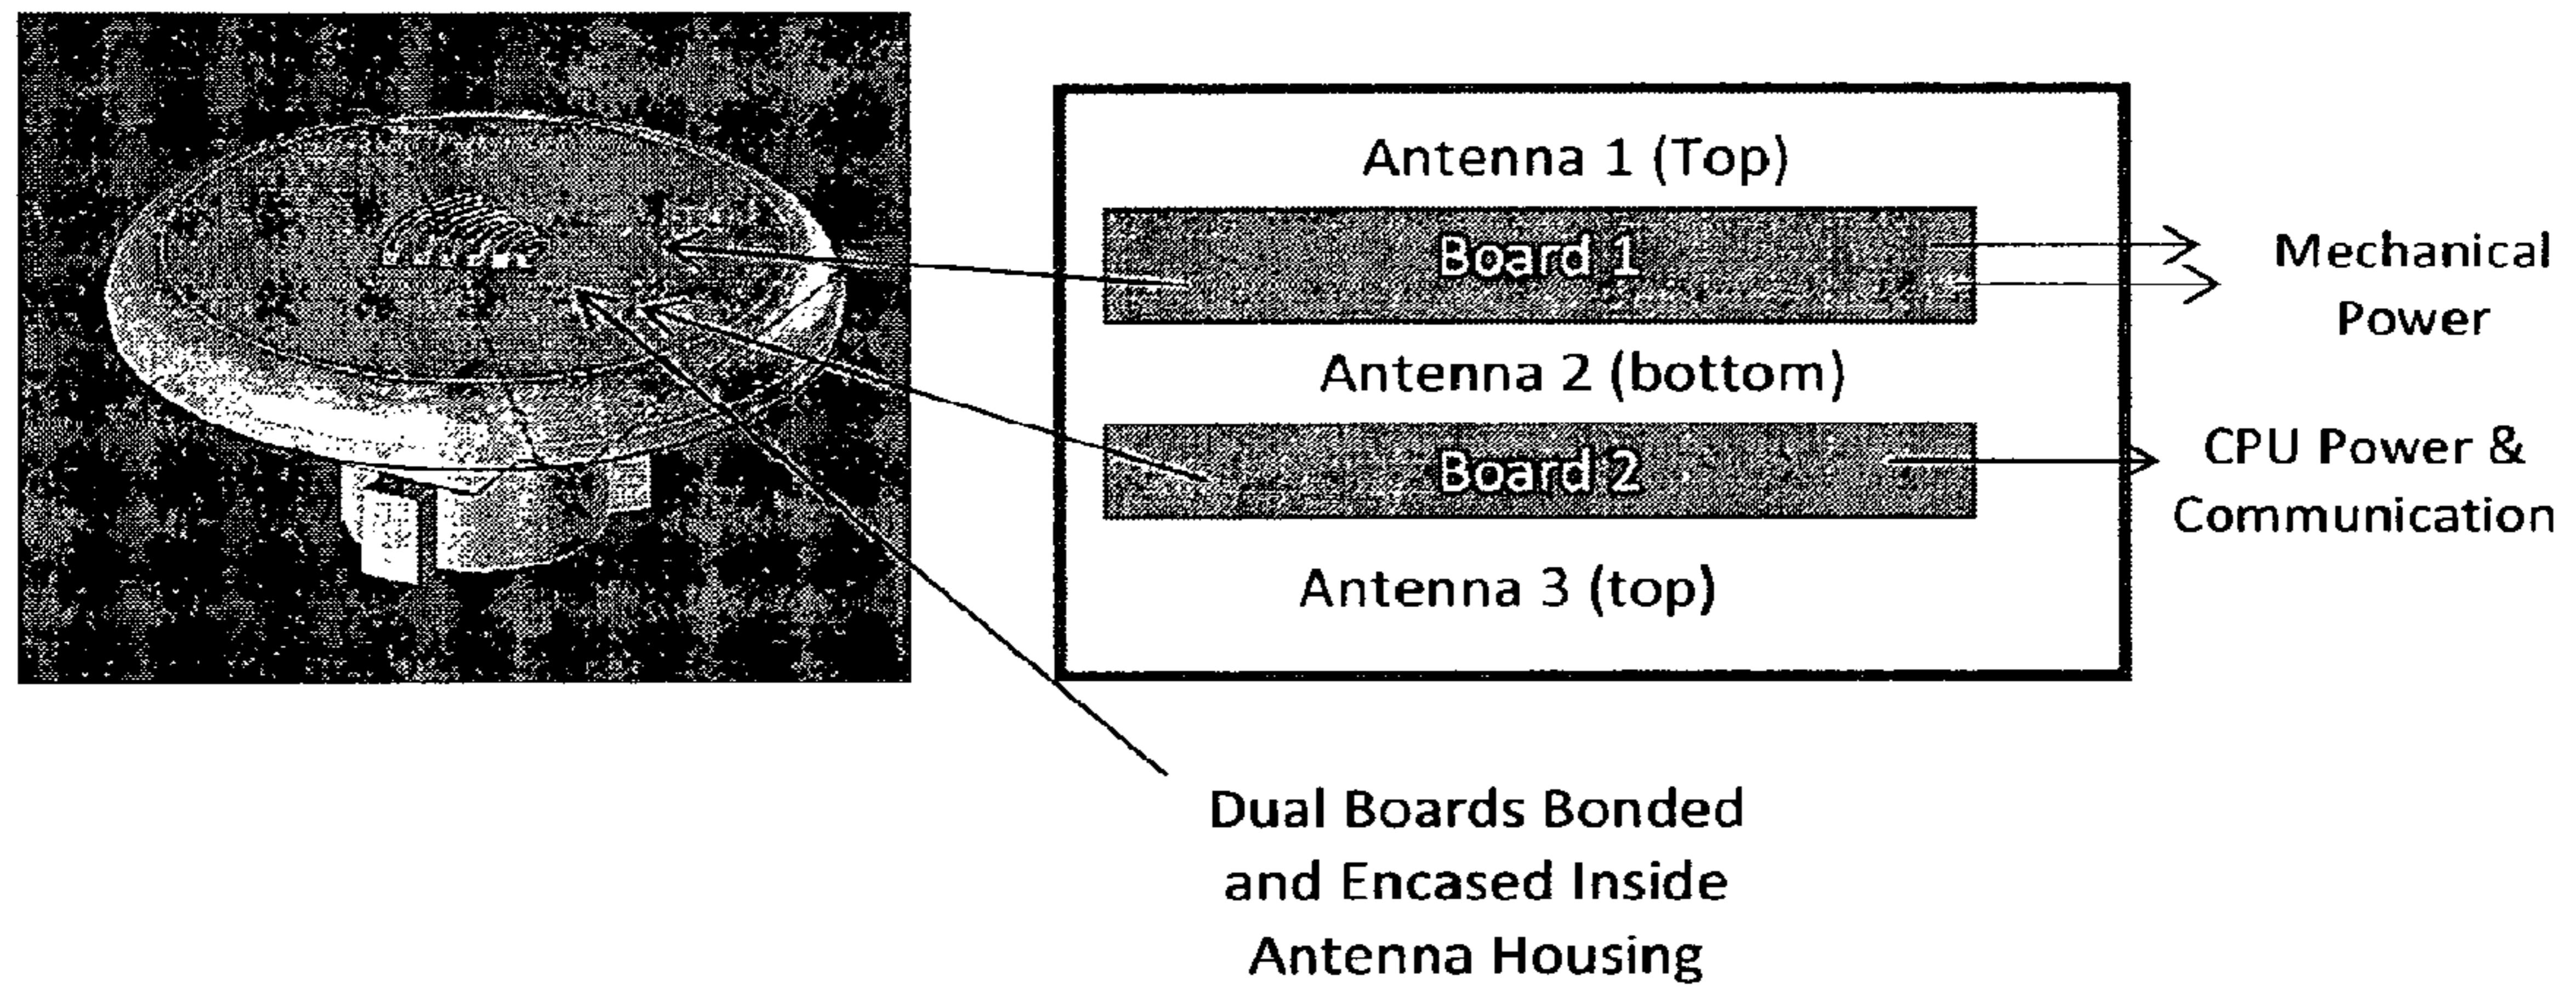 Antenna 1 (Top)
Board 1
Mechanical
Power
Antenna 2 (bottom)
Board 2
CPU Power &
Communication
Antenna 3 (top)
Dual Boards Bonded
and Encased Inside
Antenna Housing